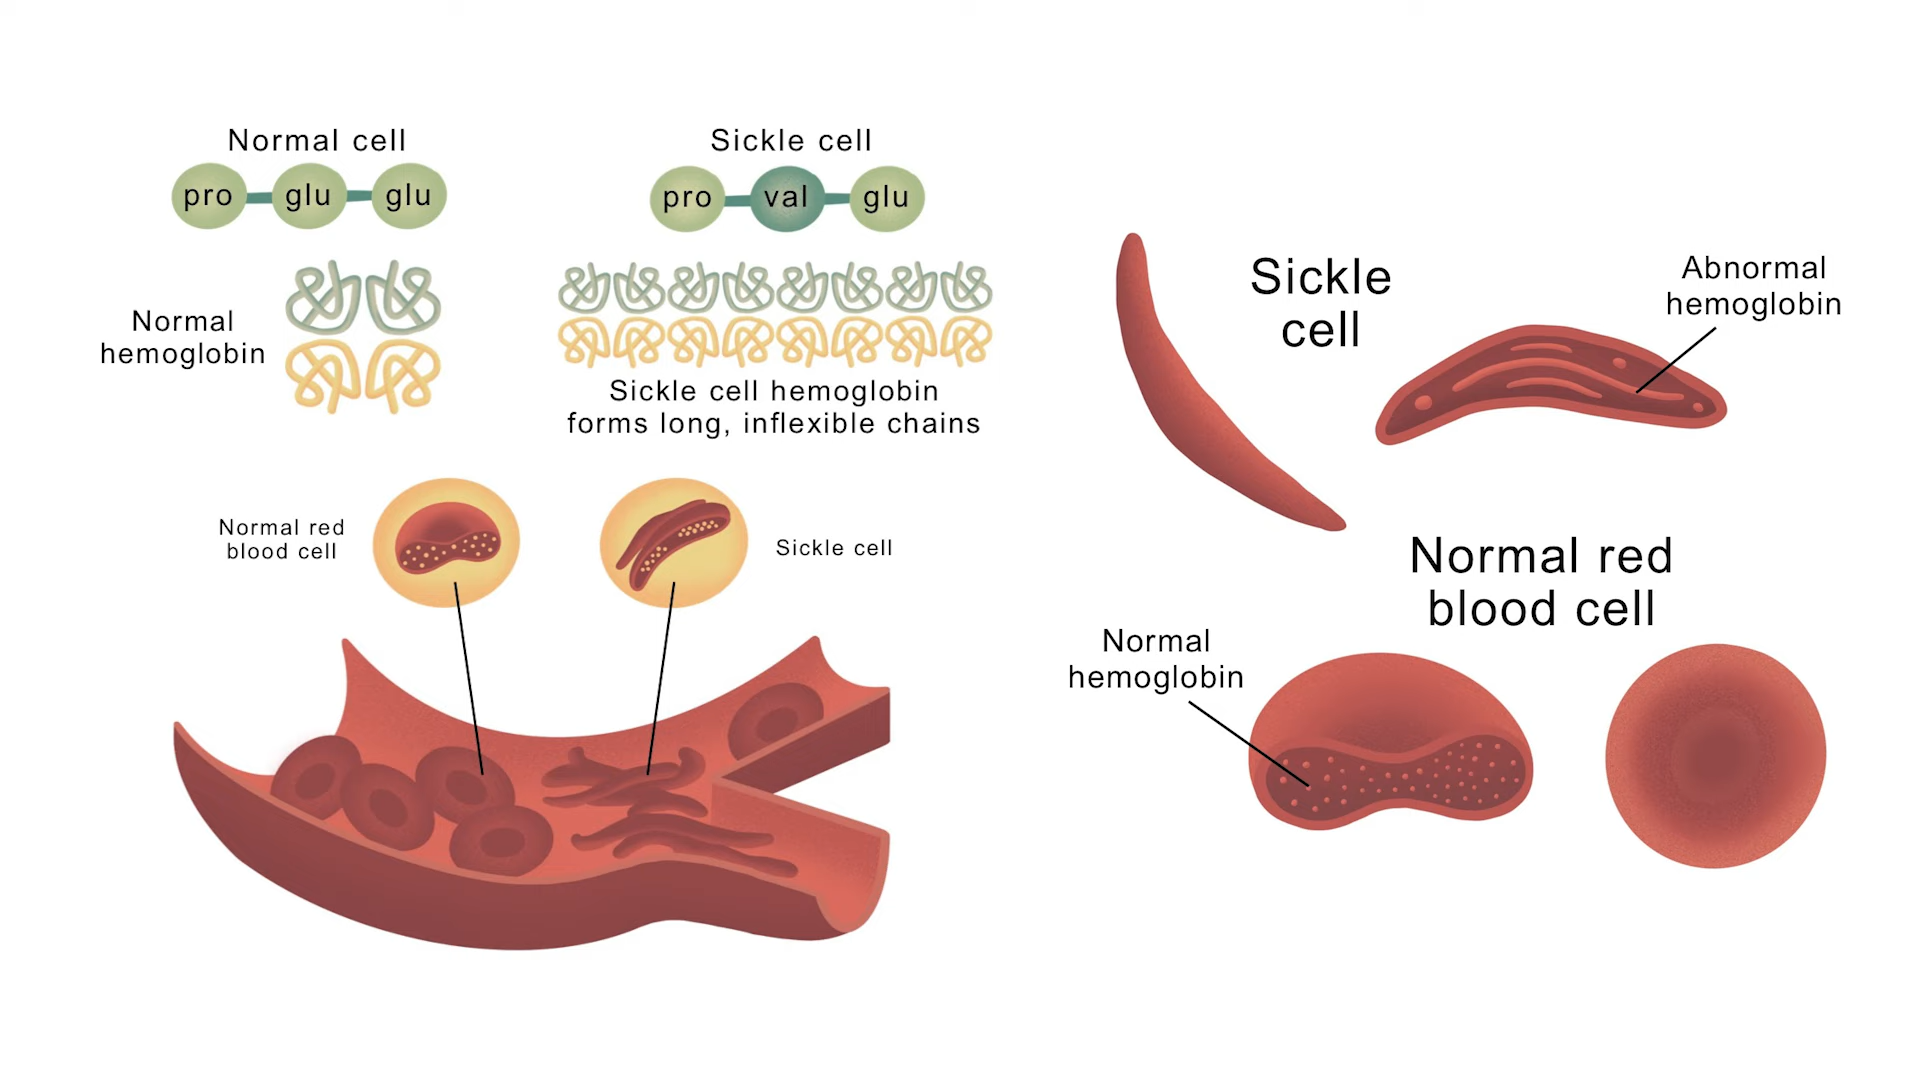 Normal cell
pro glu glu
Normal
hemoglobin
Sickle cell
pro val glu
Sickle cell hemoglobin
forms long, inflexible chains
Normal red
blood cell
Sickle cell
Sickle
cell
Abnormal
hemoglobin
Normal red
blood cell
Normal
hemoglobin